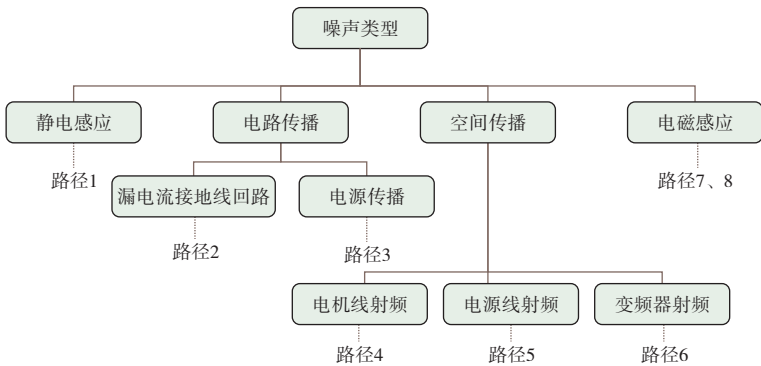 噪声类型
静电感应
电路传播
空间传播
电磁感应
路径1
漏电流接地线回路
电源传播
路径7、8
路径2
路径3
电机线射频
电源线射频
变频器射频
路径4
路径5
路径6